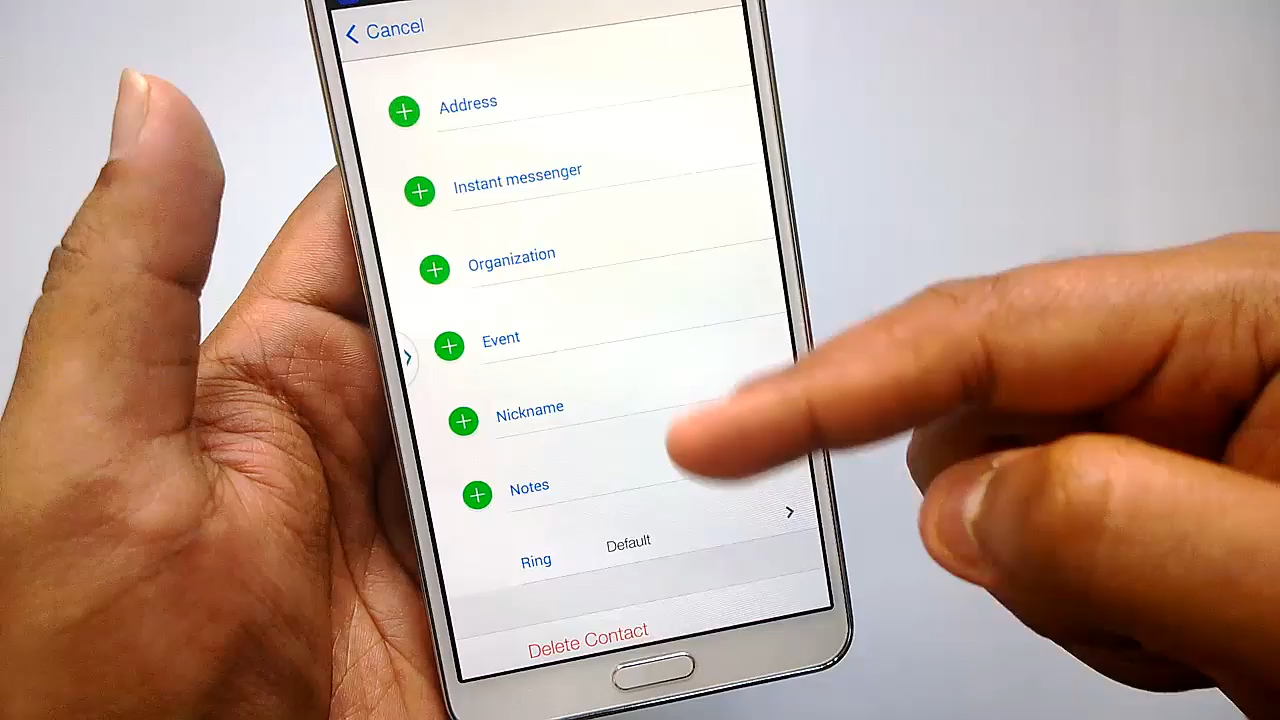 Cancel
Address
Instant messenger
Organization
Event
Nickname
Notes
Ring Default
Delete Contact